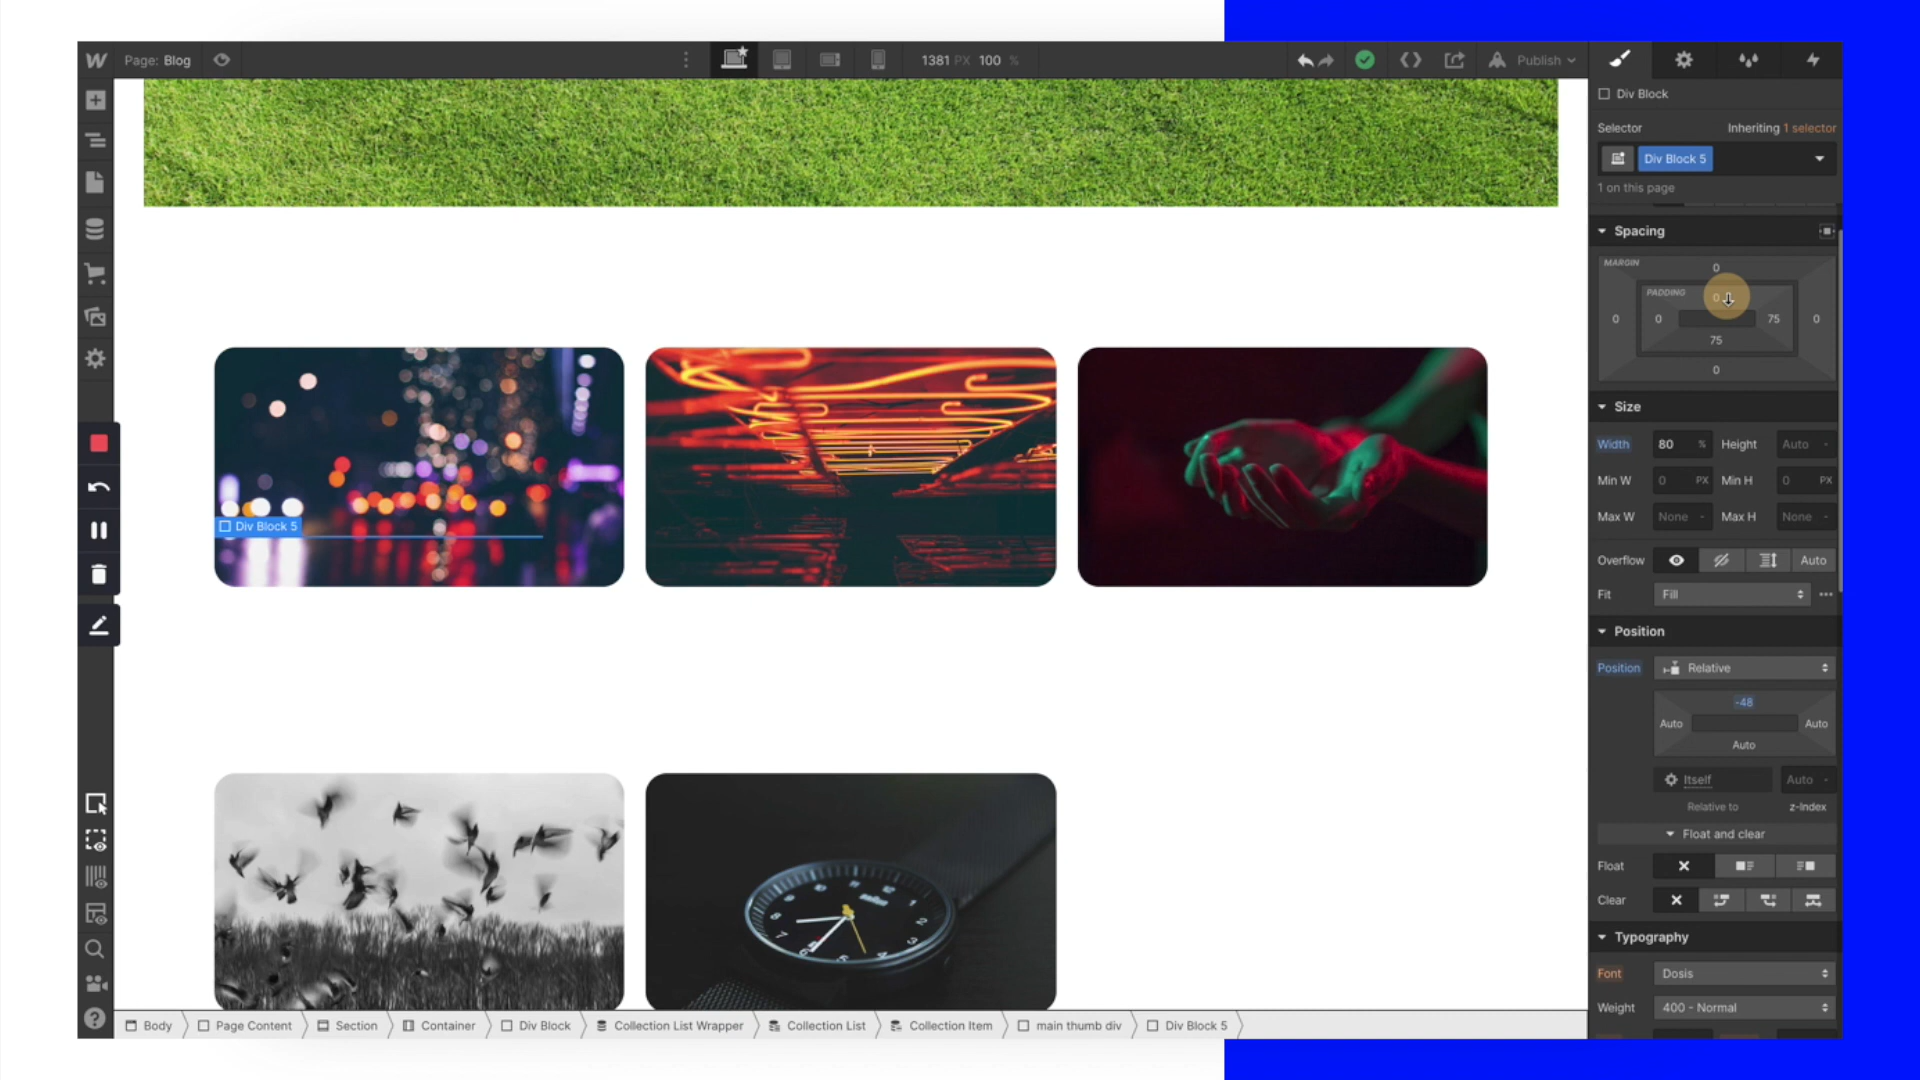 Page: Blog
1381 PX 100 %
Publish
Div Block
Selector
Inheriting 1 selector
Div Block 5
1 on this page
Spacing
MARGIN
0
PADDING
0
0
0
75
0
75
0
Size
Width
80 %
Height
Auto -
Min W
0 PX
Min H
0 PX
Max W
None -
Max H
None -
Overflow
Auto
Fit
Fill
Position
Position
Relative
-48
Auto
Auto
Auto
Itself
Auto -
Relative to
z-Index
Float and clear
Float
Clear
Typography
Font
Dosis
Weight
400 - Normal
Div Block 5
Body
Page Content
Section
Container
Div Block
Collection List Wrapper
Collection List
Collection Item
main thumb div
Div Block 5